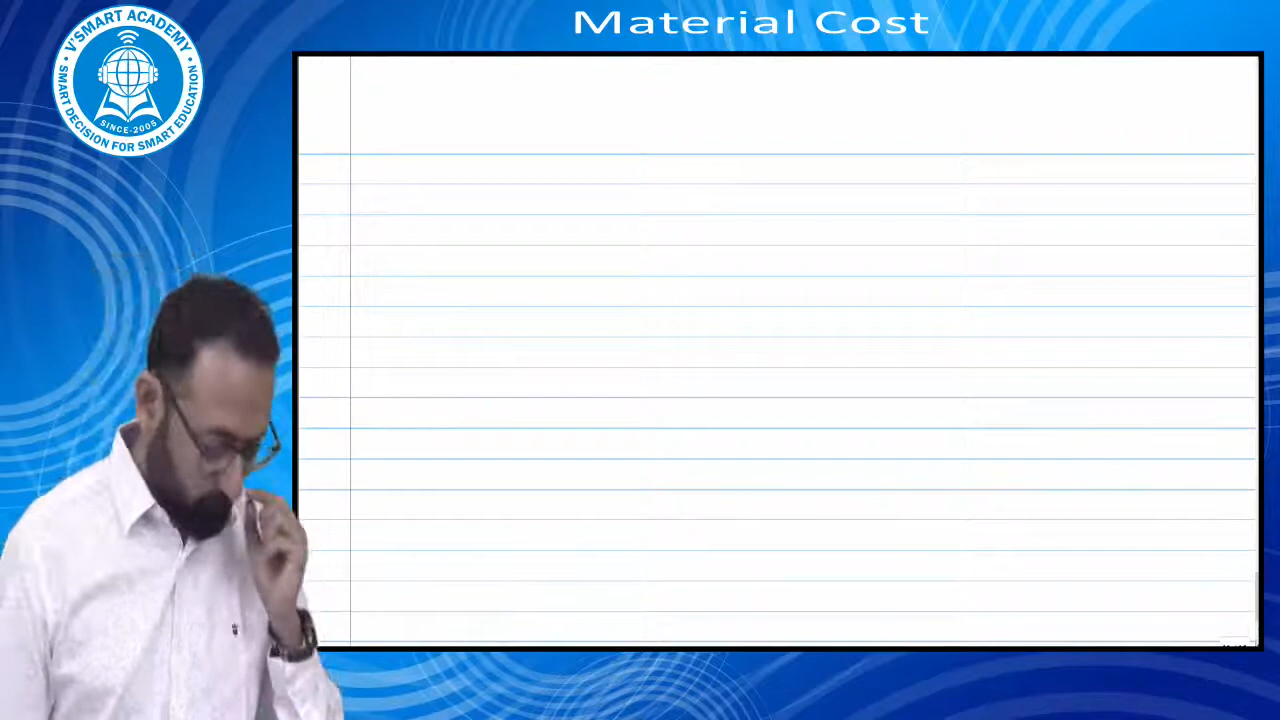 Material Cost
V'SMART ACADEMY
SINCE-2005
SMART DECISION FOR SMART EDUCATION